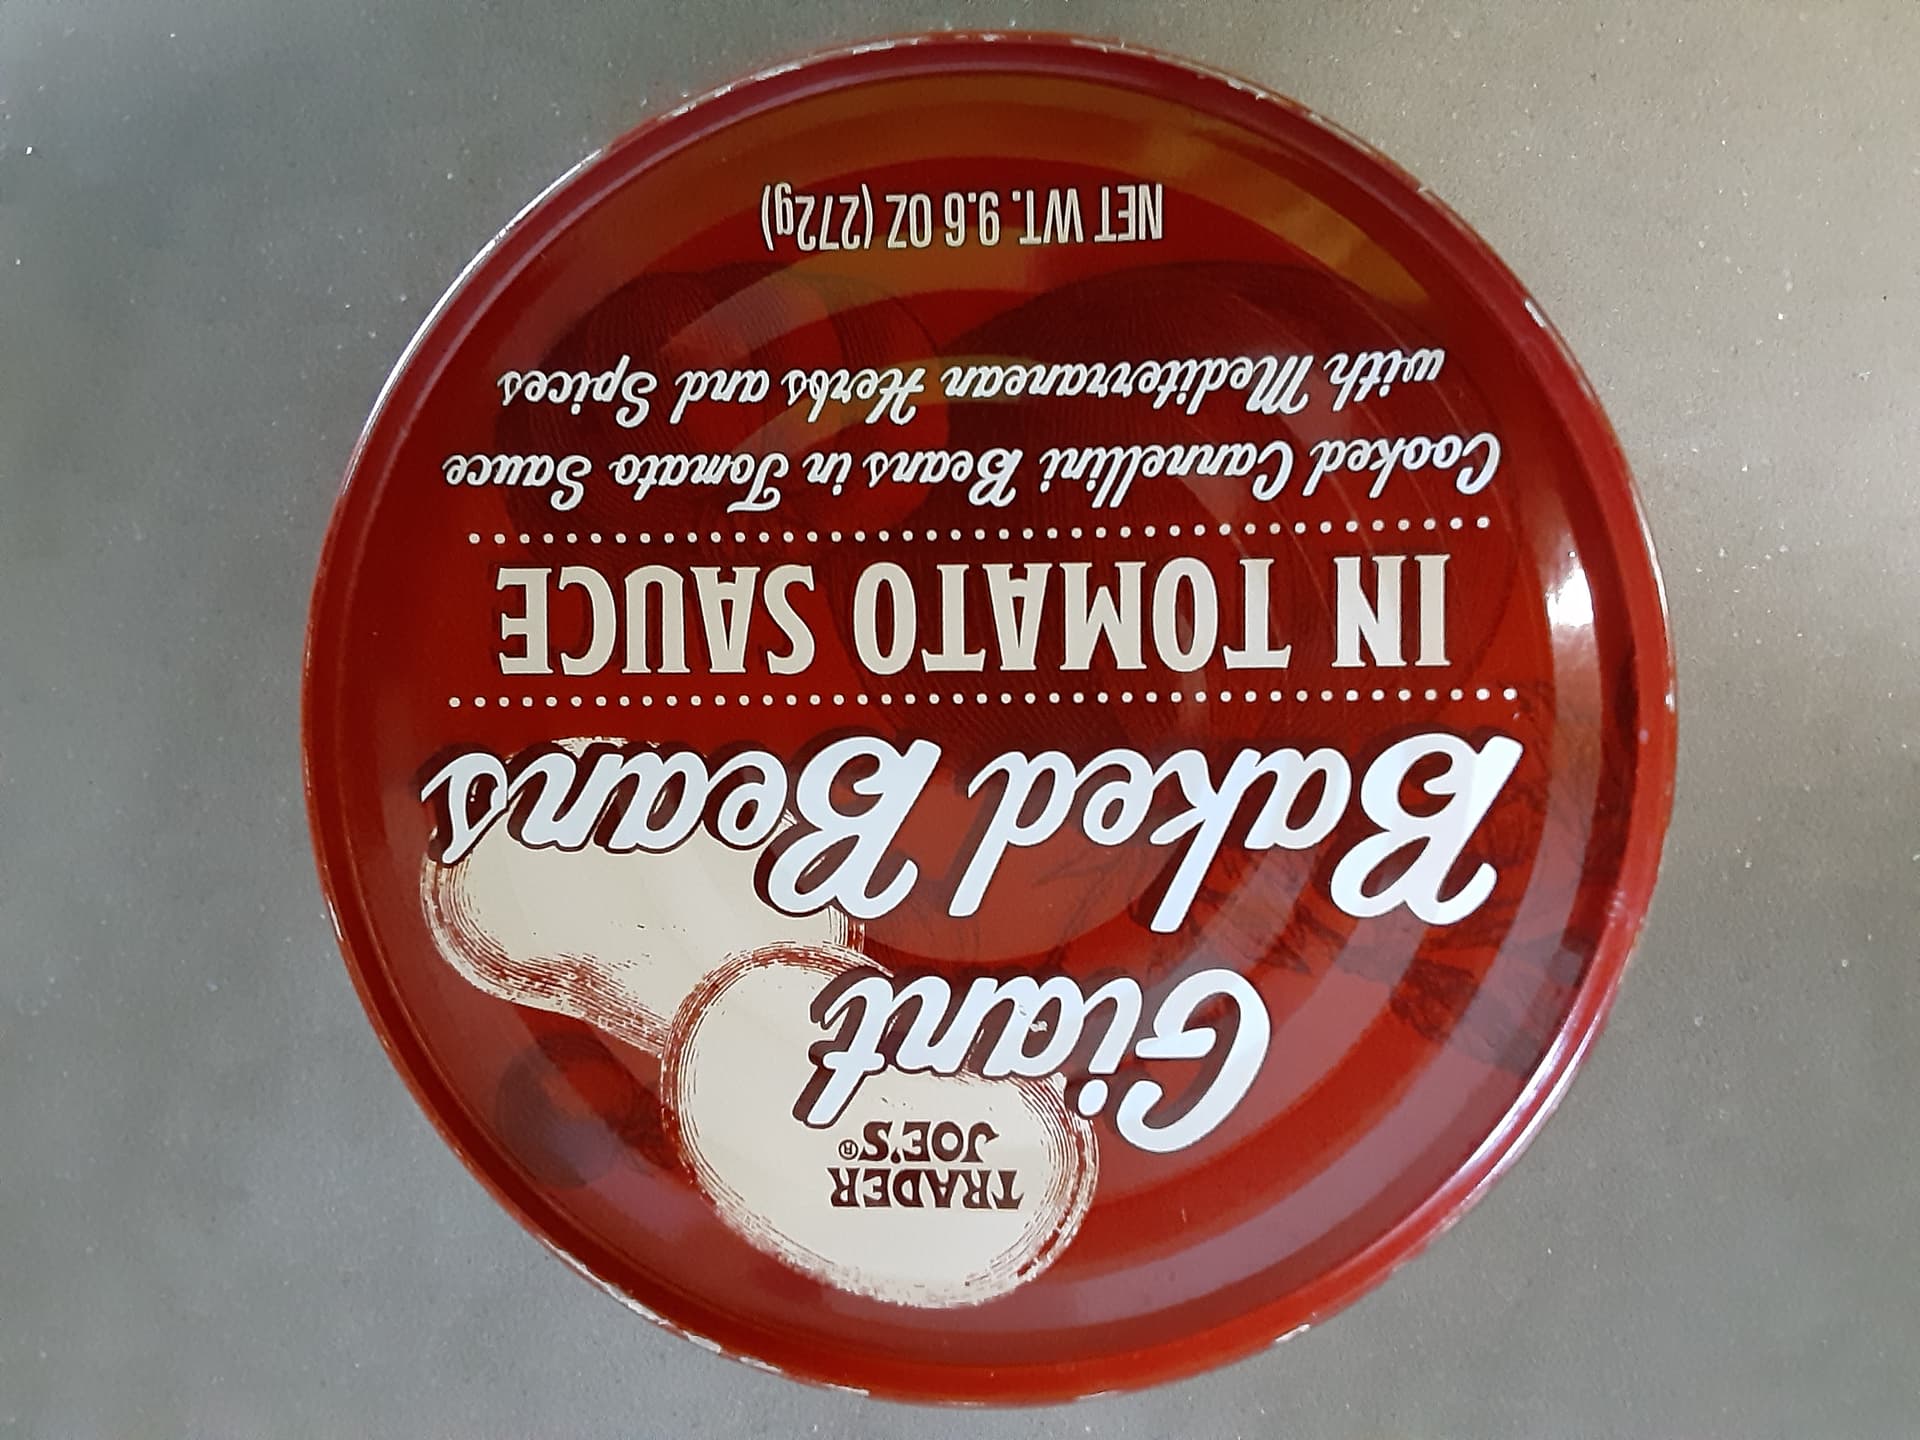 TRADER
JOE'S®
Giant
Baked Beans
IN TOMATO SAUCE
Cooked Cannellini Beans in Tomato Sauce
with Mediterranean Herbs and Spices
NET WT. 9.6 OZ (272g)